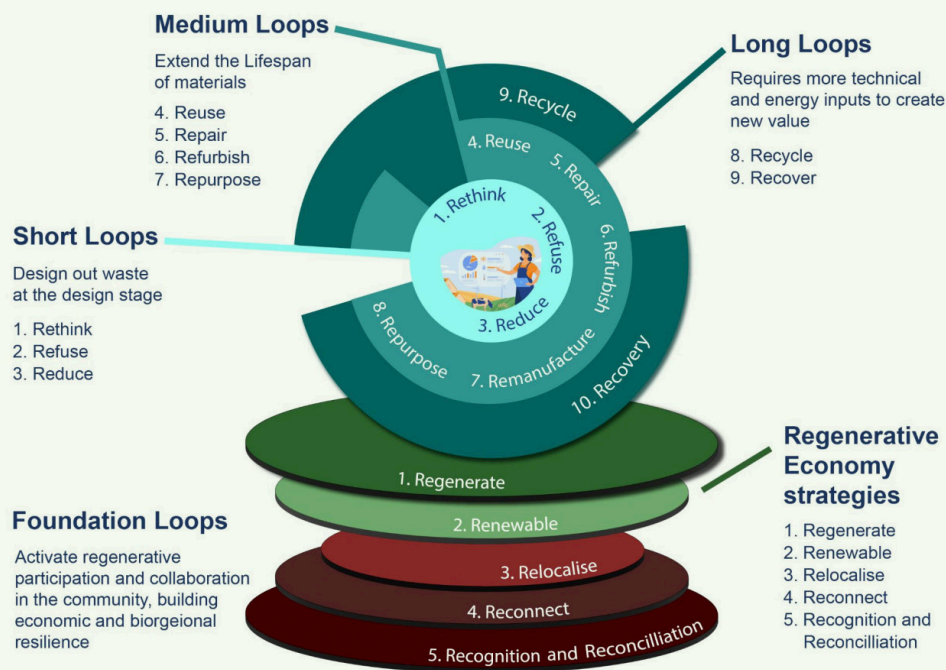 Medium Loops
Extend the Lifespan
of materials
4. Reuse
5. Repair
6. Refurbish
7. Repurpose
Long Loops
Requires more technical
and energy inputs to create
new value
8. Recycle
9. Recover
Short Loops
Design out waste
at the design stage
1. Rethink
2. Refuse
3. Reduce
9. Recycle
4. Reuse
5. Repair
1. Rethink
2. Refuse
6. Refurbish
3. Reduce
8. Repurpose
7. Remanufacture
10. Recovery
1. Regenerate
2. Renewable
3. Relocalise
4. Reconnect
5. Recognition and Reconcilliation
Foundation Loops
Activate regenerative
participation and collaboration
in the community, building
economic and biorgeional
resilience
Regenerative
Economy
strategies
1. Regenerate
2. Renewable
3. Relocalise
4. Reconnect
5. Recognition and
Reconcilliation